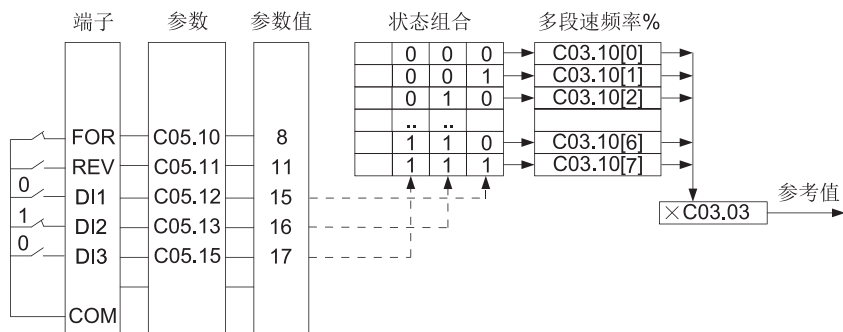 端子 参数 参数值 状态组合 多段速频率%
0 0 0 C03.10[0]
0 0 1 C03.10[1]
0 1 0 C03.10[2]
.. ..
FOR C05.10 8 1 1 0 C03.10[6]
REV C05.11 11 1 1 1 C03.10[7]
0 DI1 C05.12 15
×C03.03 参考值
1 DI2 C05.13 16
0 DI3 C05.15 17
COM